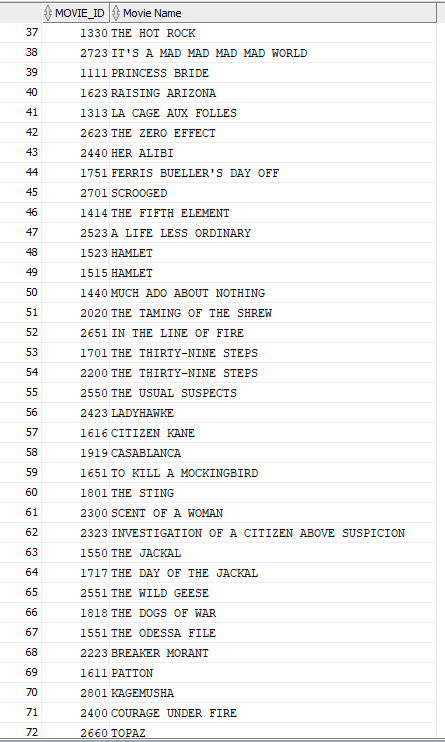 MOVIE_ID Movie Name
37 1330 THE HOT ROCK
38 2723 IT'S A MAD MAD MAD MAD WORLD
39 1111 PRINCESS BRIDE
40 1623 RAISING ARIZONA
41 1313 LA CAGE AUX FOLLES
42 2623 THE ZERO EFFECT
43 2440 HER ALIBI
44 1751 FERRIS BUELLER'S DAY OFF
45 2701 SCROOGED
46 1414 THE FIFTH ELEMENT
47 2523 A LIFE LESS ORDINARY
48 1523 HAMLET
49 1515 HAMLET
50 1440 MUCH ADO ABOUT NOTHING
51 2020 THE TAMING OF THE SHREW
52 2651 IN THE LINE OF FIRE
53 1701 THE THIRTY-NINE STEPS
54 2200 THE THIRTY-NINE STEPS
55 2550 THE USUAL SUSPECTS
56 2423 LADYHAWKE
57 1616 CITIZEN KANE
58 1919 CASABLANCA
59 1651 TO KILL A MOCKINGBIRD
60 1801 THE STING
61 2300 SCENT OF A WOMAN
62 2323 INVESTIGATION OF A CITIZEN ABOVE SUSPICION
63 1550 THE JACKAL
64 1717 THE DAY OF THE JACKAL
65 2551 THE WILD GEESE
66 1818 THE DOGS OF WAR
67 1551 THE ODESSA FILE
68 2223 BREAKER MORANT
69 1611 PATTON
70 2801 KAGEMUSHA
71 2400 COURAGE UNDER FIRE
72 2660 TOPAZ